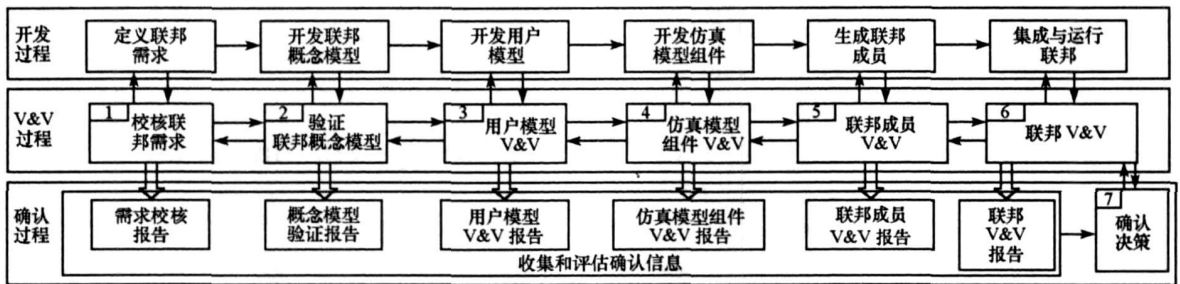 开发
过程
定义联邦
需求
开发联邦
概念模型
开发用户
模型
开发仿真
模型组件
生成联邦
成员
集成与运行
联邦
V&V
过程
1
校核联
邦需求
2
验证
联邦概念模型
3
用户模型
V&V
4
仿真模型
组件 V&V
5
联邦成员
V&V
6
联邦 V&V
确认
过程
需求校核
报告
概念模型
验证报告
用户模型
V&V 报告
仿真模型组件
V&V 报告
联邦成员
V&V 报告
联邦
V&V
报告
7
确认
决策
收集和评估确认信息